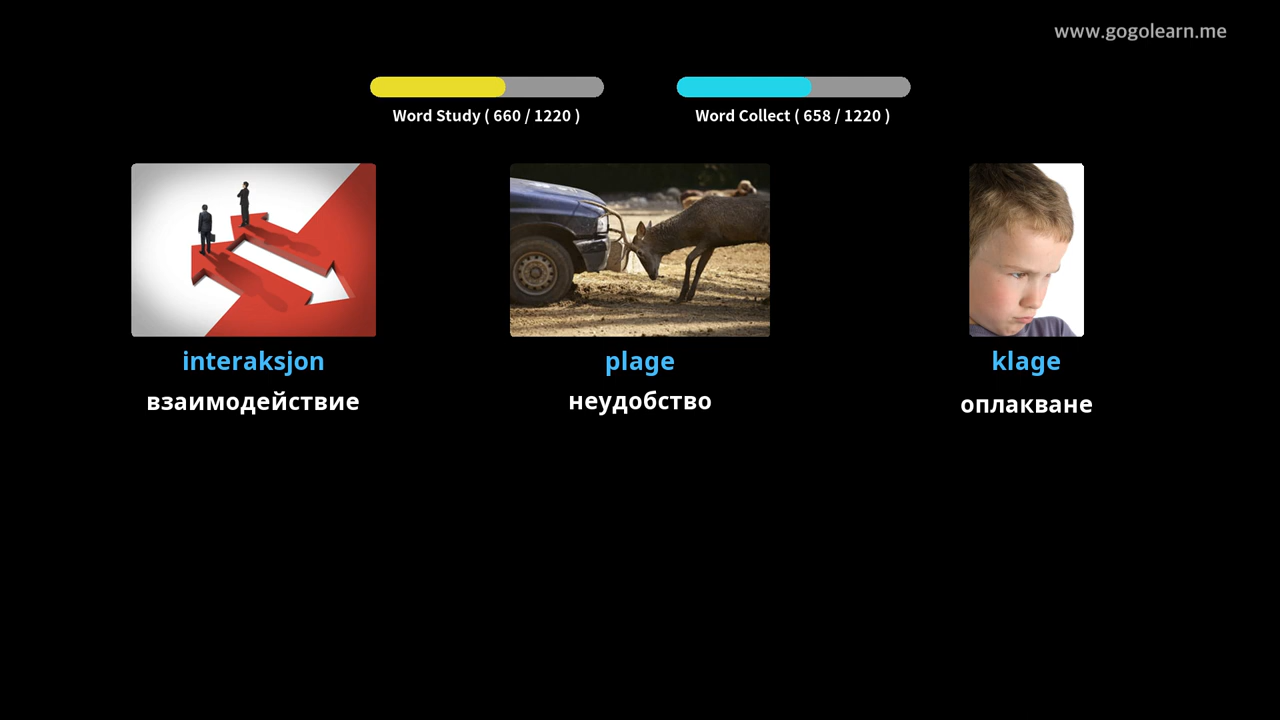 www.gogolearn.me
Word Study ( 660 / 1220 )
Word Collect ( 658 / 1220 )
interaksjon
plage
klage
взаимодействие
неудобство
оплакване